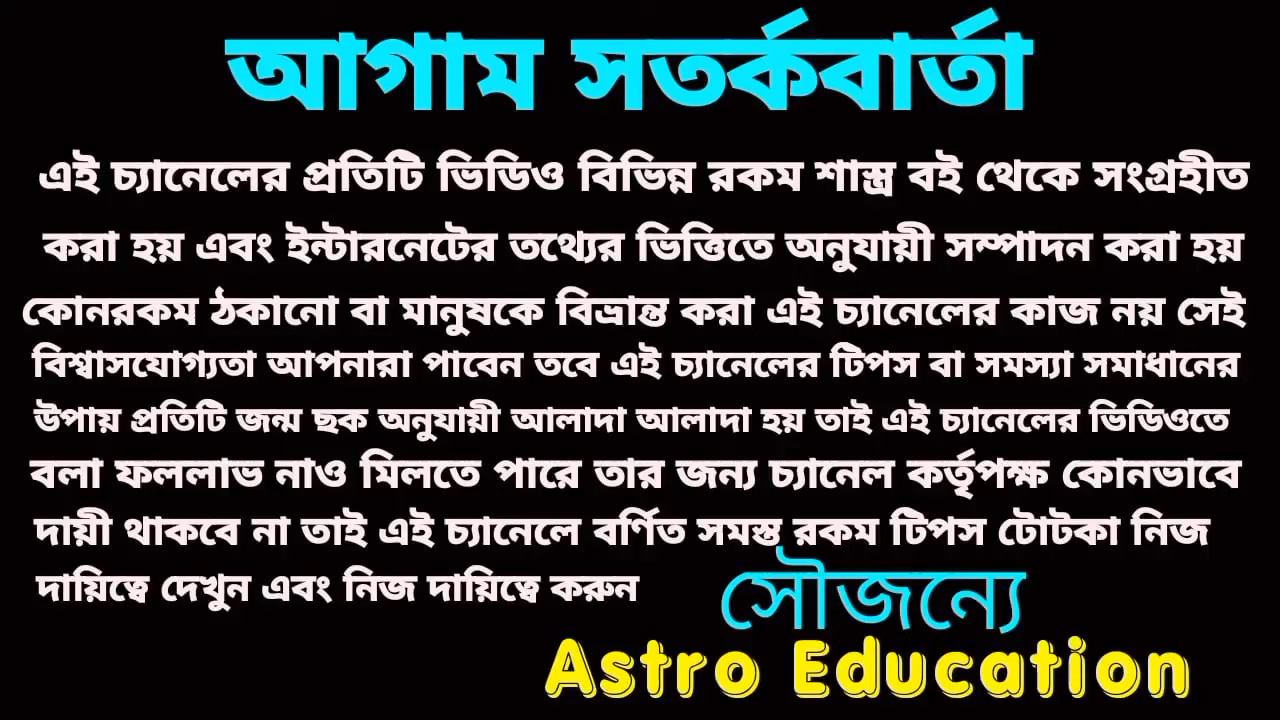 আগাম সতর্কবার্তা
এই চ্যানেলের প্রতিটি ভিডিও বিভিন্ন রকম শাস্ত্র বই থেকে সংগ্রহীত
করা হয় এবং ইন্টারনেটের তথ্যের ভিত্তিতে অনুযায়ী সম্পাদন করা হয়
কোনরকম ঠকানো বা মানুষকে বিভ্রান্ত করা এই চ্যানেলের কাজ নয় সেই
বিশ্বাসযোগ্যতা আপনারা পাবেন তবে এই চ্যানেলের টিপস বা সমস্যা সমাধানের
উপায় প্রতিটি জন্ম ছক অনুযায়ী আলাদা আলাদা হয় তাই এই চ্যানেলের ভিডিওতে
বলা ফললাভ নাও মিলতে পারে তার জন্য চ্যানেল কর্তৃপক্ষ কোনভাবে
দায়ী থাকবে না তাই এই চ্যানেলে বর্ণিত সমস্ত রকম টিপস টোটকা নিজ
দায়িত্বে দেখুন এবং নিজ দায়িত্বে করুন
সৌজন্যে
Astro Education